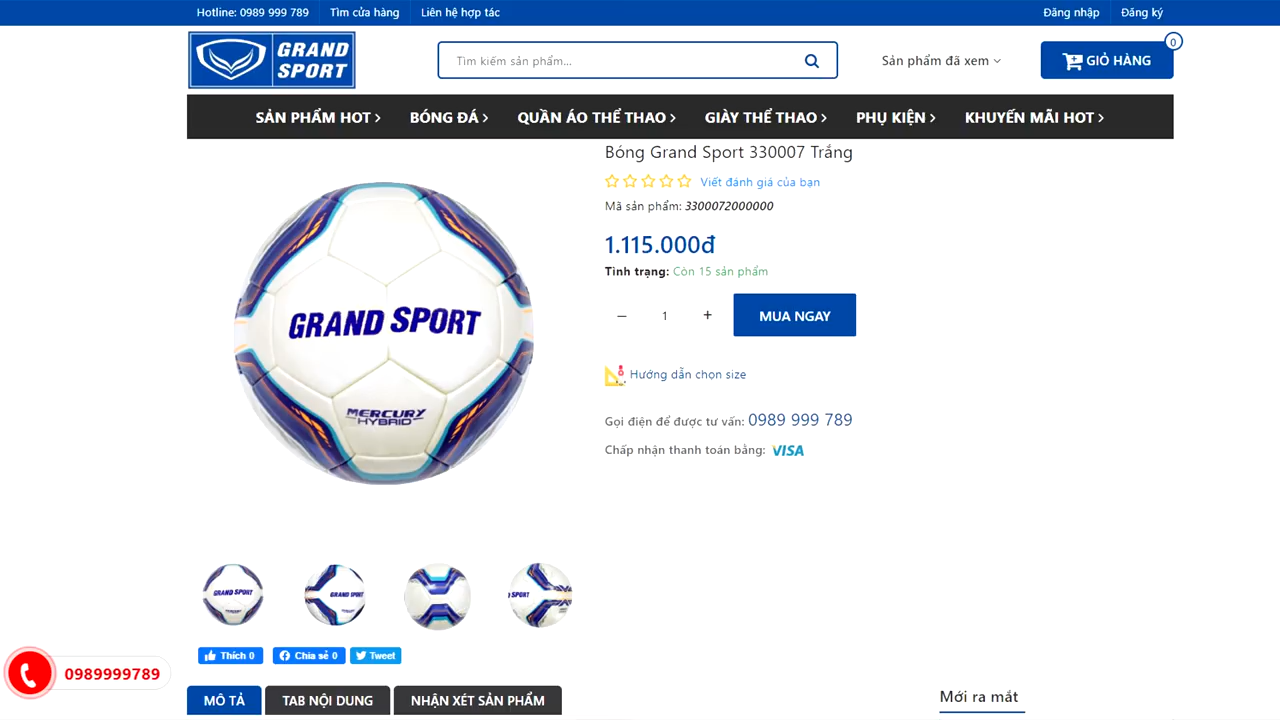 Hotline: 0989 999 789
Tìm cửa hàng
Liên hệ hợp tác
Đăng nhập
Đăng ký
GRAND
SPORT
Tìm kiếm sản phẩm...
Sản phẩm đã xem
GIỎ HÀNG
0
SẢN PHẨM HOT
BÓNG ĐÁ
QUẦN ÁO THỂ THAO
GIÀY THỂ THAO
PHỤ KIỆN
KHUYẾN MÃI HOT
Bóng Grand Sport 330007 Trắng
Viết đánh giá của bạn
Mã sản phẩm: 3300072000000
1.115.000đ
Tình trạng: Còn 15 sản phẩm
– 1 +
MUA NGAY
Hướng dẫn chọn size
Gọi điện để được tư vấn: 0989 999 789
Chấp nhận thanh toán bằng: VISA
GRAND SPORT
MERCURY
HYBRID
GRAND SPORT
GRAND SPORT
SPORT
Thích 0
Chia sẻ 0
Tweet
0989999789
MÔ TẢ
TAB NỘI DUNG
NHẬN XÉT SẢN PHẨM
Mới ra mắt